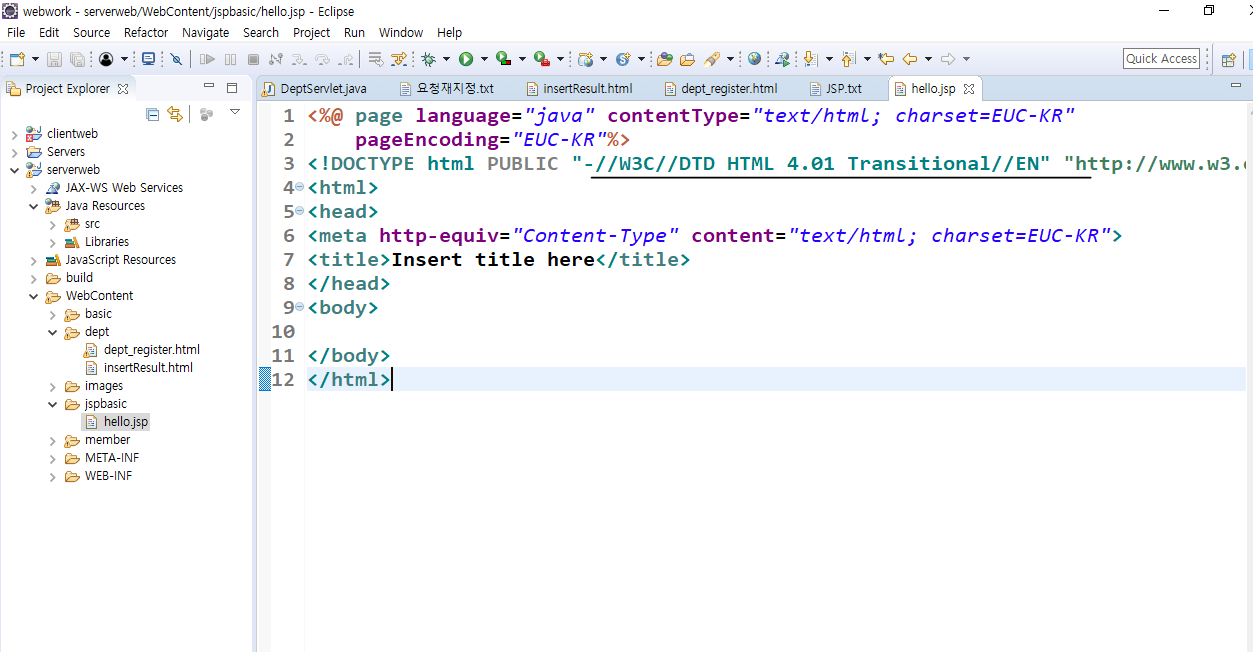 webwork - serverweb/WebContent/jspbasic/hello.jsp - Eclipse
File Edit Source Refactor Navigate Search Project Run Window Help
Quick Access
Project Explorer
clientweb
Servers
serverweb
JAX-WS Web Services
Java Resources
src
Libraries
JavaScript Resources
build
WebContent
basic
dept
dept_register.html
insertResult.html
images
jspbasic
hello.jsp
member
META-INF
WEB-INF
DeptServlet.java 요청재지정.txt insertResult.html dept_register.html JSP.txt hello.jsp
1 <%@ page language="java" contentType="text/html; charset=EUC-KR"
2     pageEncoding="EUC-KR"%>
3 <!DOCTYPE html PUBLIC "-//W3C//DTD HTML 4.01 Transitional//EN" "http://www.w3.
4 <html>
5 <head>
6 <meta http-equiv="Content-Type" content="text/html; charset=EUC-KR">
7 <title>Insert title here</title>
8 </head>
9 <body>
10
11 </body>
12 </html>